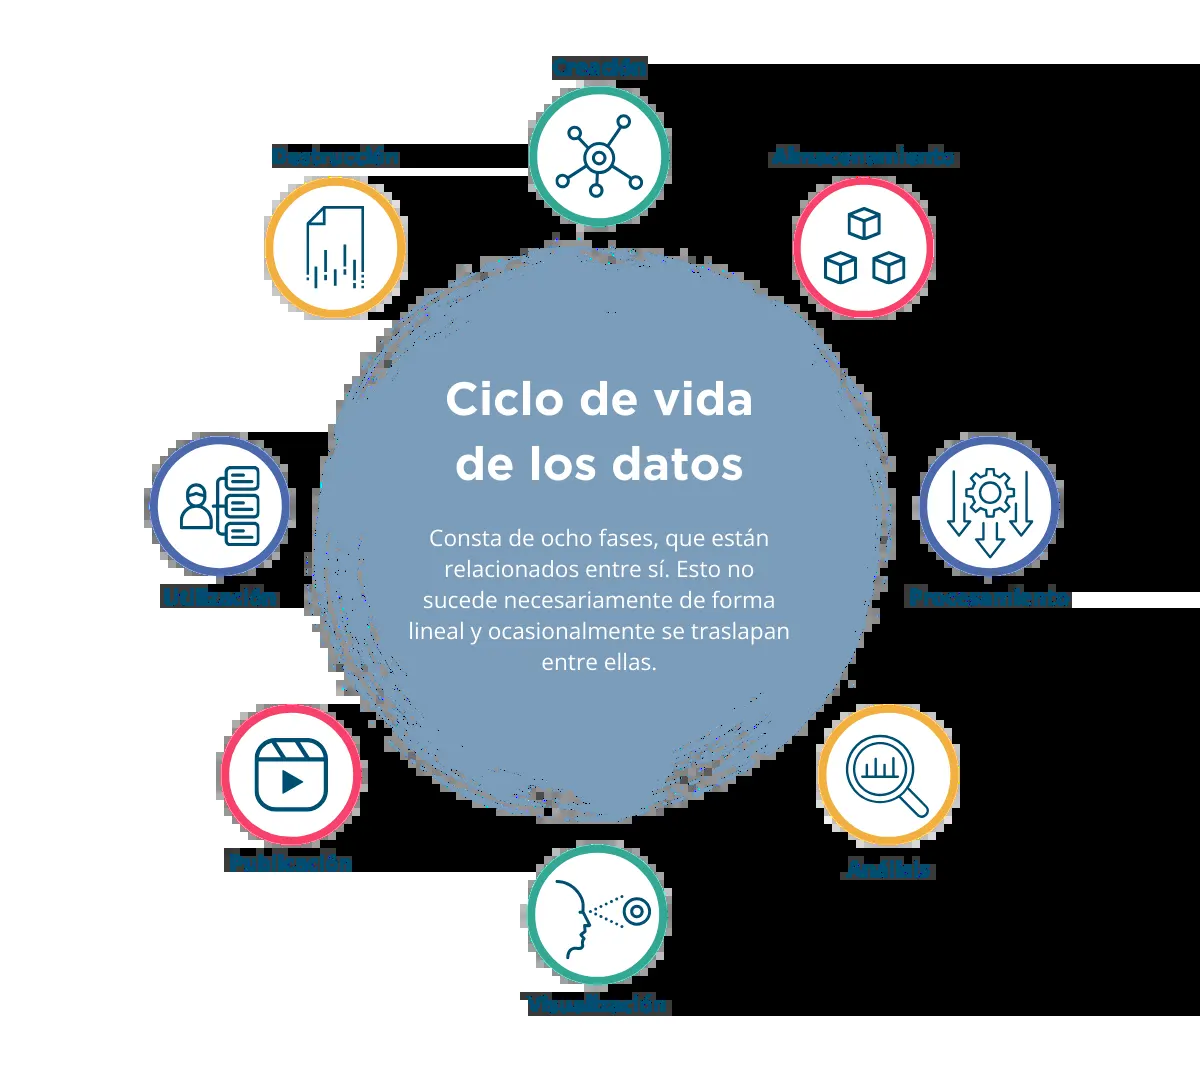 Creación
Destrucción
Almacenamiento
Ciclo de vida
de los datos
Consta de ocho fases, que están
relacionados entre sí. Esto no
sucede necesariamente de forma
lineal y ocasionalmente se traslapan
entre ellas.
Utilización
Procesamiento
Publicación
Análisis
Visualización